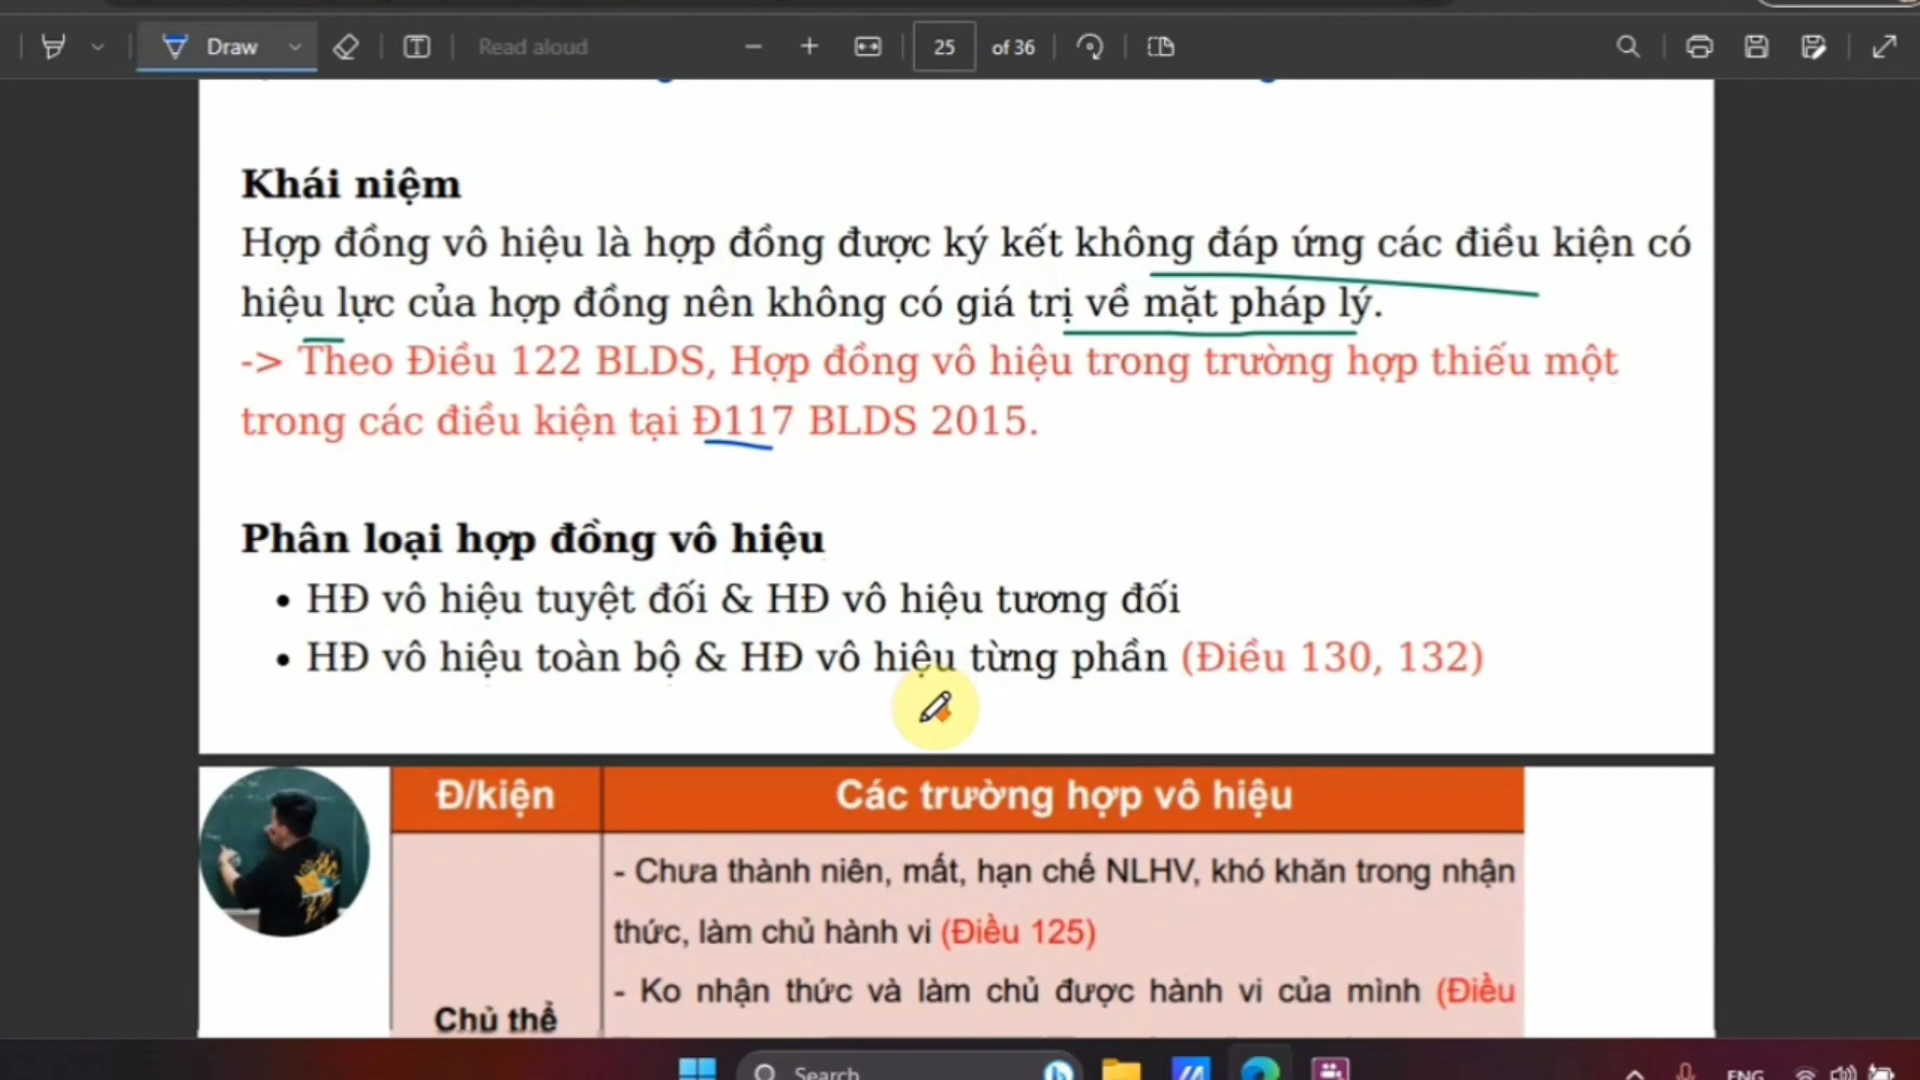 Draw
Read aloud
25 of 36
Khái niệm
Hợp đồng vô hiệu là hợp đồng được ký kết không đáp ứng các điều kiện có
hiệu lực của hợp đồng nên không có giá trị về mặt pháp lý.
-> Theo Điều 122 BLDS, Hợp đồng vô hiệu trong trường hợp thiếu một
trong các điều kiện tại Đ117 BLDS 2015.
Phân loại hợp đồng vô hiệu
• HĐ vô hiệu tuyệt đối & HĐ vô hiệu tương đối
• HĐ vô hiệu toàn bộ & HĐ vô hiệu từng phần (Điều 130, 132)
Đ/kiện
Các trường hợp vô hiệu
Chủ thể
- Chưa thành niên, mất, hạn chế NLHV, khó khăn trong nhận
thức, làm chủ hành vi (Điều 125)
- Ko nhận thức và làm chủ được hành vi của mình (Điều
Search
ENG